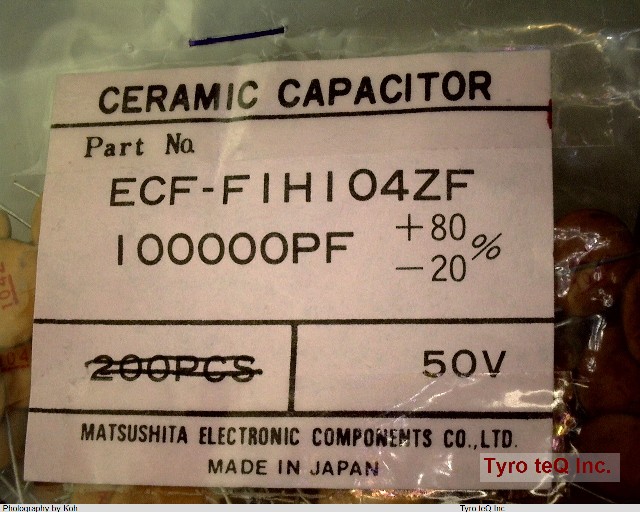 CERAMIC CAPACITOR
Part No.
ECF-F1H104ZF
100000PF +80 -20 %
200PCS 50V
MATSUSHITA ELECTRONIC COMPONENTS CO.,LTD.
MADE IN JAPAN
Tyro teQ Inc.
Photography by Koh Tyro teQ Inc